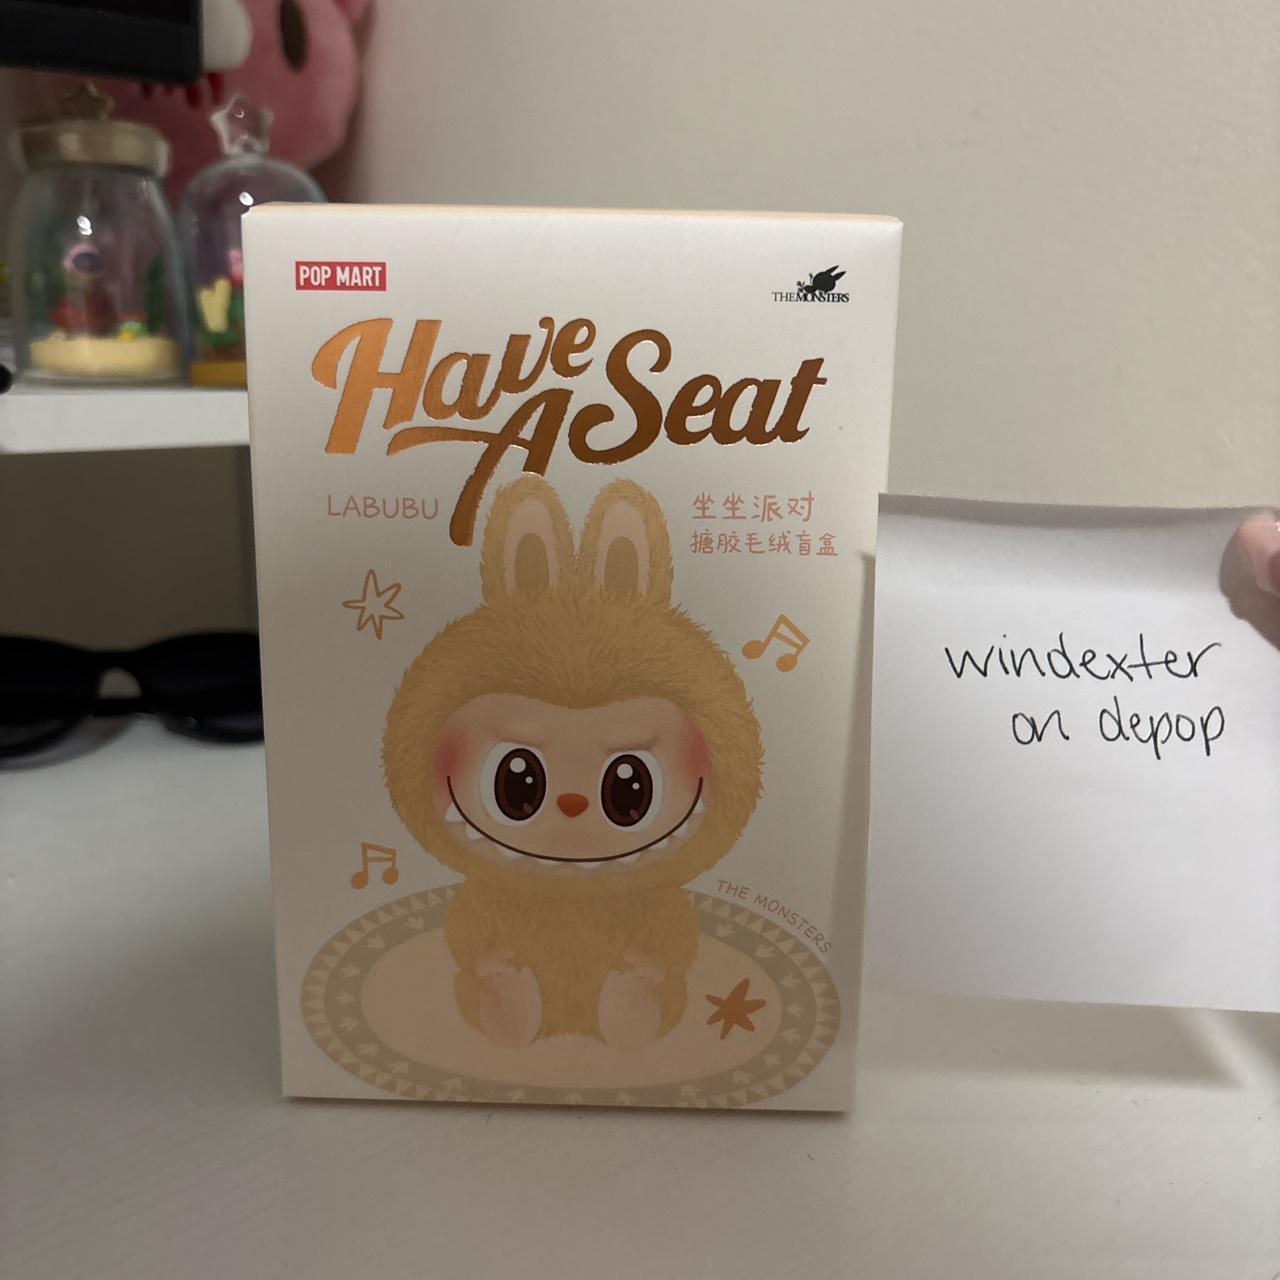 POP MART
THE MONSTERS
Have A Seat
LABUBU
坐坐派对
搪胶毛绒盲盒
THE MONSTERS
windexter
on depop